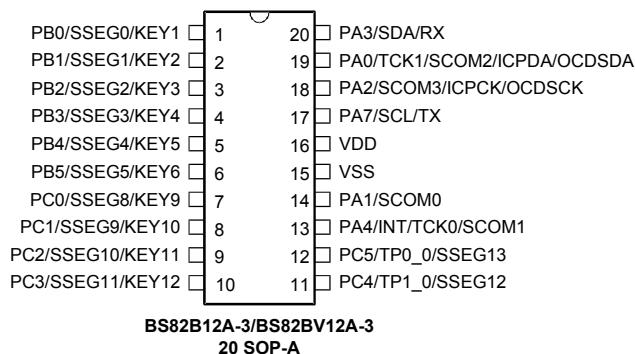 PB0/SSEG0/KEY1 1 20 PA3/SDA/RX
PB1/SSEG1/KEY2 2 19 PA0/TCK1/SCOM2/ICPDA/OCDSDA
PB2/SSEG2/KEY3 3 18 PA2/SCOM3/ICPCK/OCDSCK
PB3/SSEG3/KEY4 4 17 PA7/SCL/TX
PB4/SSEG4/KEY5 5 16 VDD
PB5/SSEG5/KEY6 6 15 VSS
PC0/SSEG8/KEY9 7 14 PA1/SCOM0
PC1/SSEG9/KEY10 8 13 PA4/INT/TCK0/SCOM1
PC2/SSEG10/KEY11 9 12 PC5/TP0_0/SSEG13
PC3/SSEG11/KEY12 10 11 PC4/TP1_0/SSEG12
BS82B12A-3/BS82BV12A-3
20 SOP-A